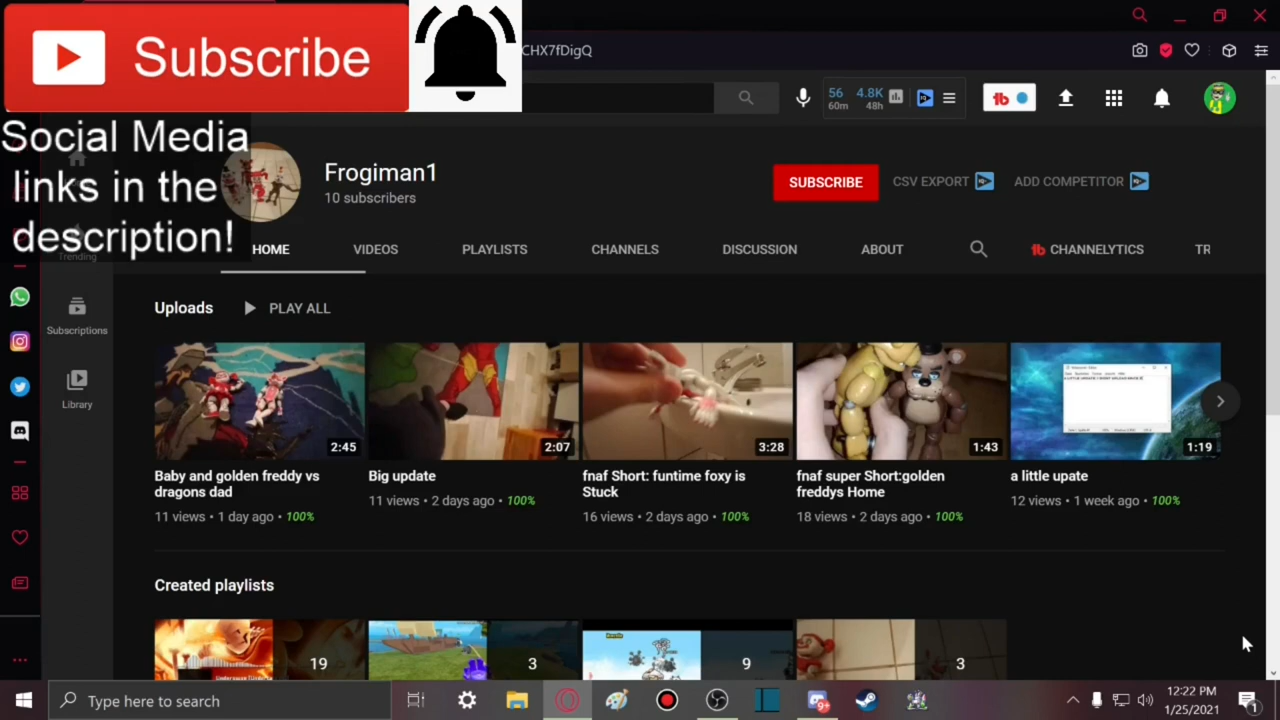 Subscribe
CHX7fDigQ
Social Media
links in the
description!
Frogiman1
10 subscribers
56 4.8K
60m 48h
tb
SUBSCRIBE
CSV EXPORT
ADD COMPETITOR
HOME VIDEOS PLAYLISTS CHANNELS DISCUSSION ABOUT tb CHANNELYTICS TR
Trending
Subscriptions
Library
Uploads PLAY ALL
2:45 2:07 3:28 1:43 1:19
Baby and golden freddy vs
dragons dad
11 views • 1 day ago • 100%
Big update
11 views • 2 days ago • 100%
fnaf Short: funtime foxy is
Stuck
16 views • 2 days ago • 100%
fnaf super Short:golden
freddys Home
18 views • 2 days ago • 100%
a little upate
12 views • 1 week ago • 100%
Created playlists
19 3 9 3
Type here to search
9+
12:22 PM
1/25/2021
1